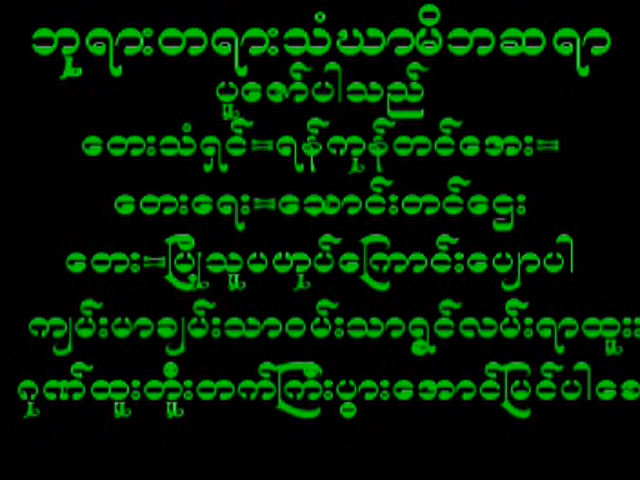 ဘုရားတရားသံဃာမိဘဆရာ
ပူဇော်ပါသည်
တေးသံရှင်=ရန်ကုန်တင်အေး=
တေးရေး=သောင်းတင်ဌေး
တေး=ပြိုသူမဟုပ်ကြောင်းပျောပါ
ကျမ်းမာချမ်းသာဝမ်းသာရွှင်လမ်းရာထူး
ဂုဏ်ထူးတိူးတက်ကြီးပွားအောင်မြင်ပါစေ